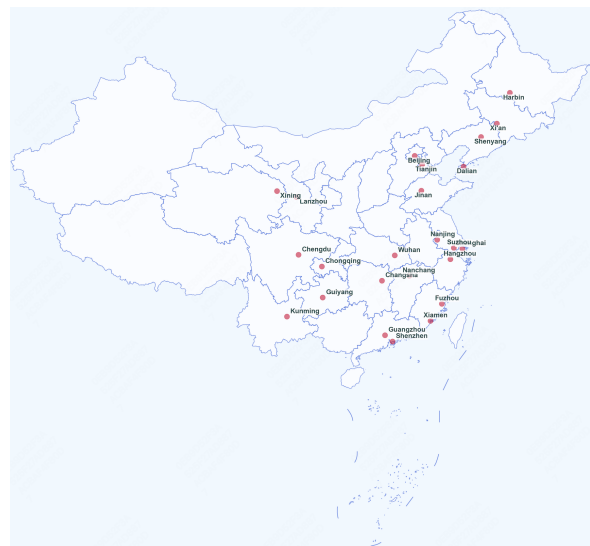 Harbin
Xi'an
Shenyang
Beijing
Tianjin
Dalian
Jinan
Xining
Lanzhou
Nanjing
Suzhou
ghai
Hangzhou
Wuhan
Chengdu
Chongqing
Nanchang
Changsha
Guiyang
Fuzhou
Kunming
Xiamen
Guangzhou
Shenzhen